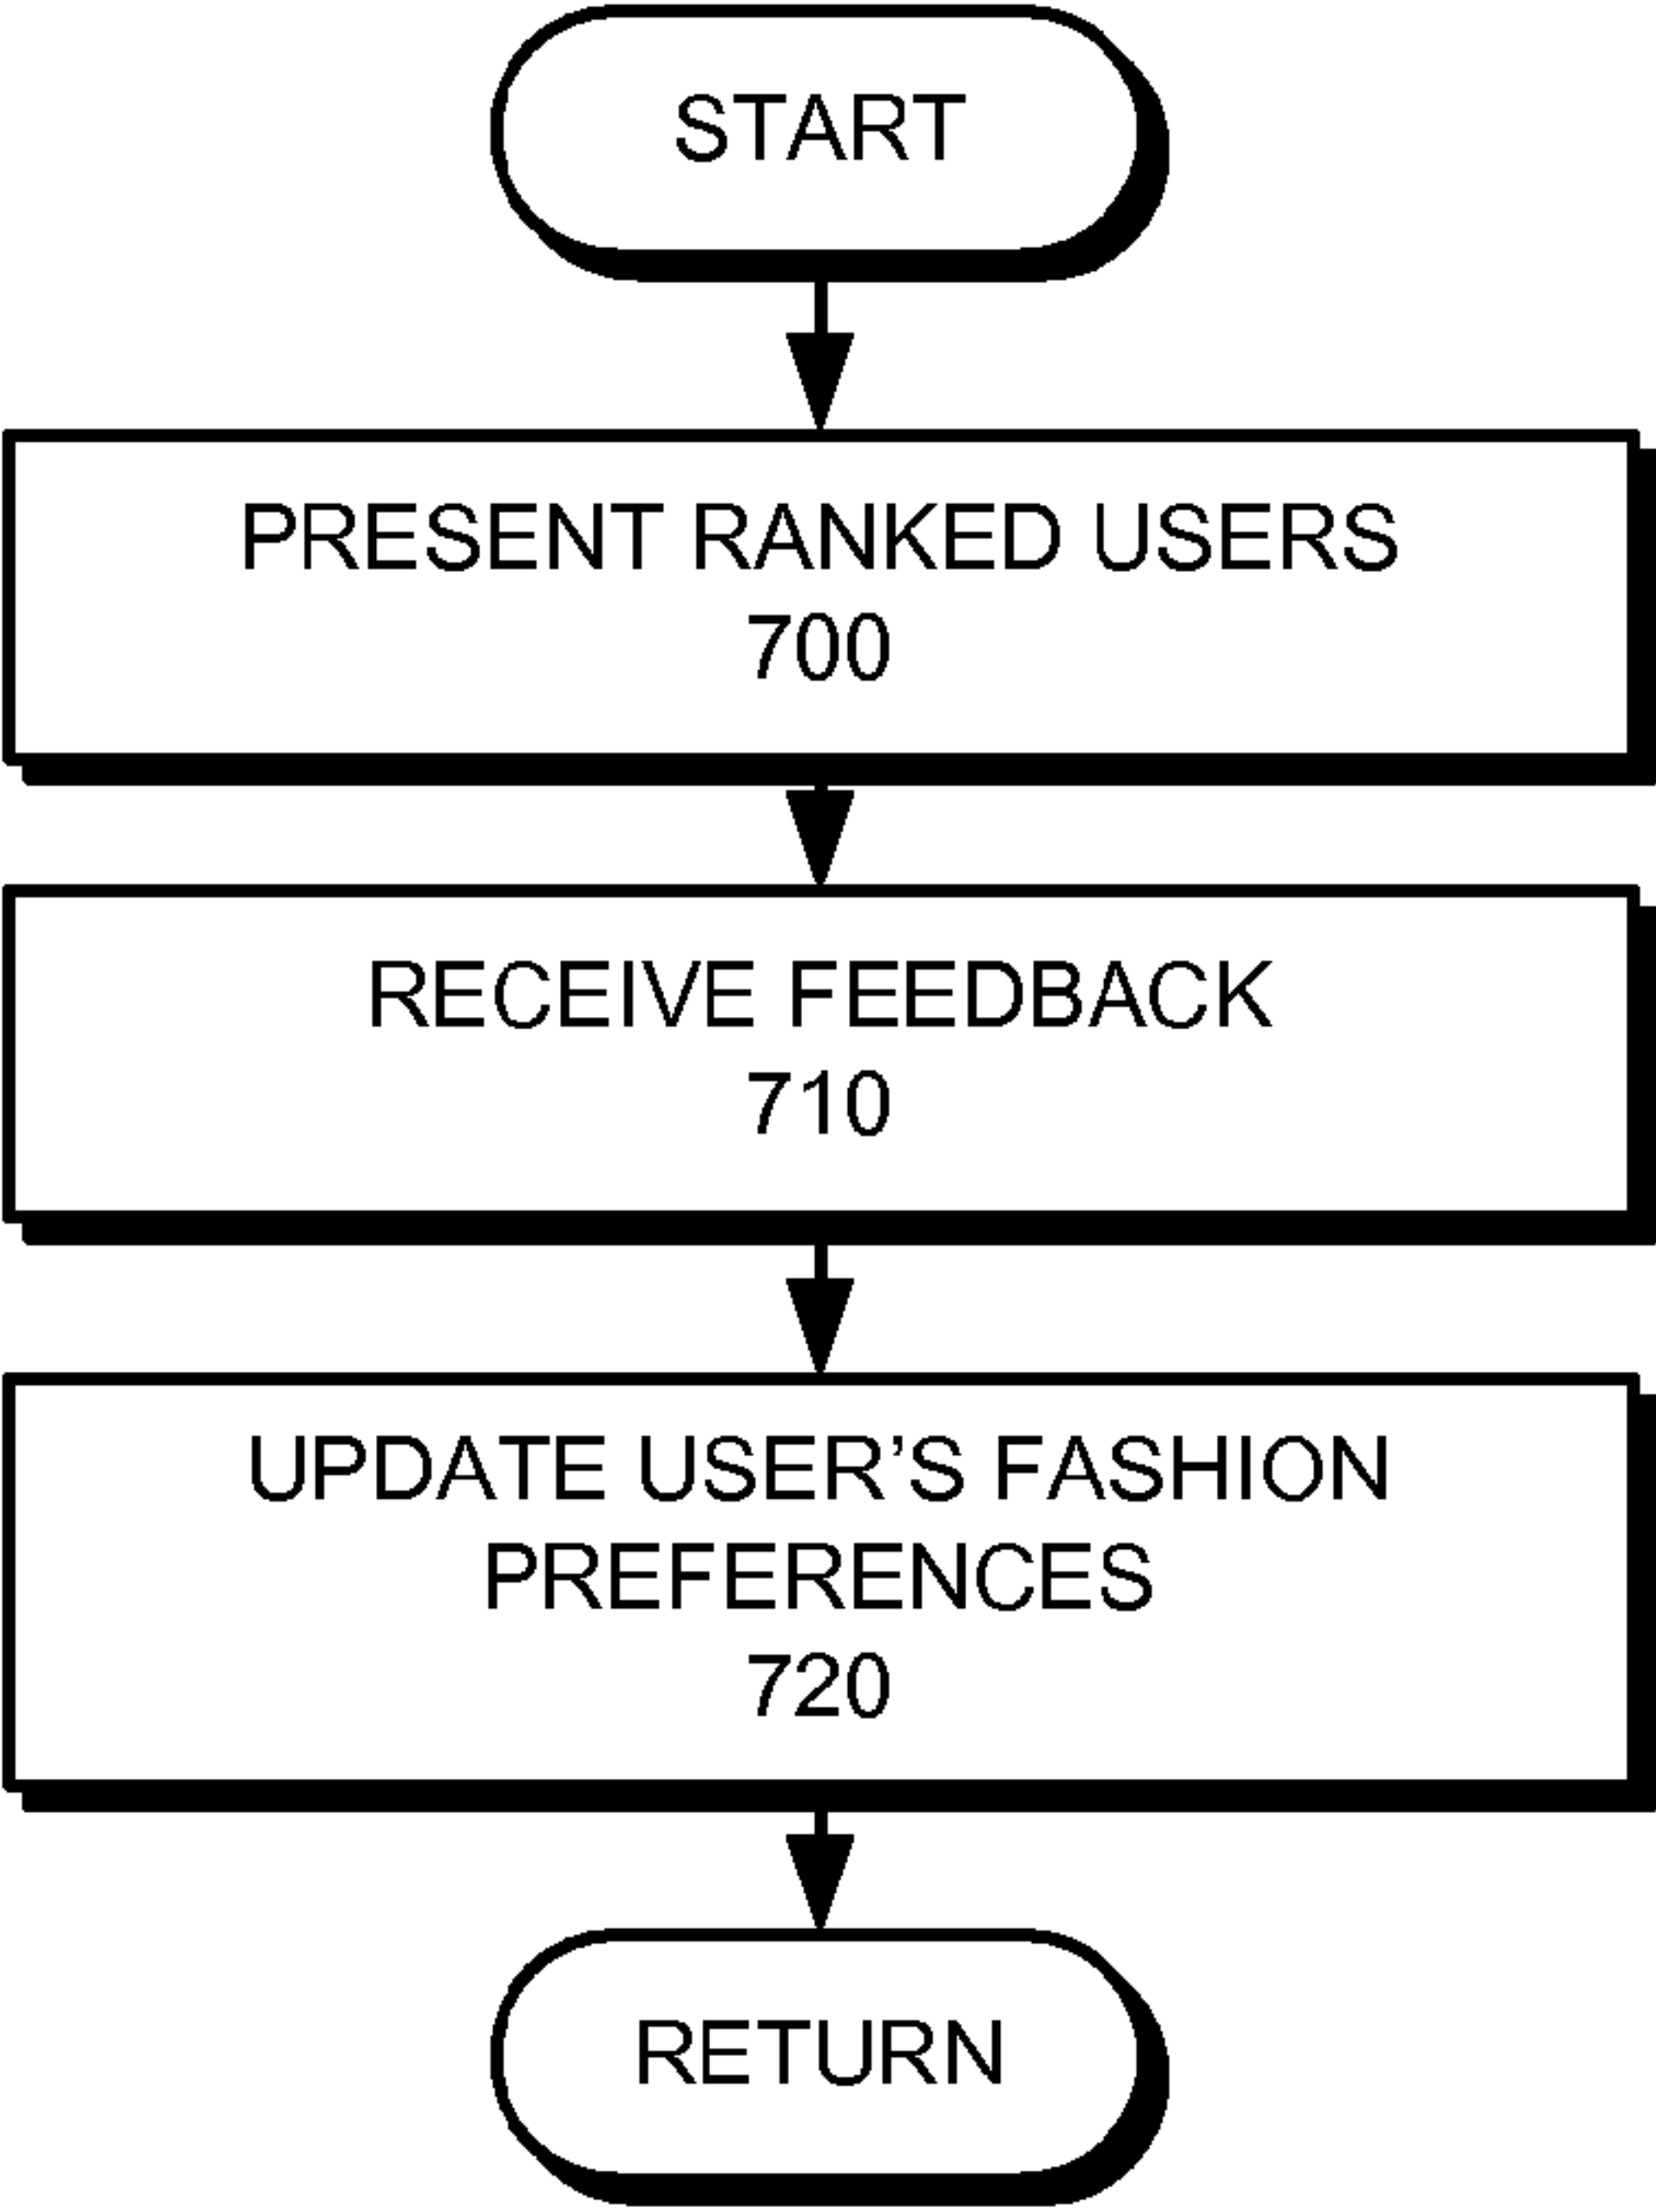 START
PRESENT RANKED USERS
700
RECEIVE FEEDBACK
710
UPDATE USER’S FASHION
PREFERENCES
720
RETURN